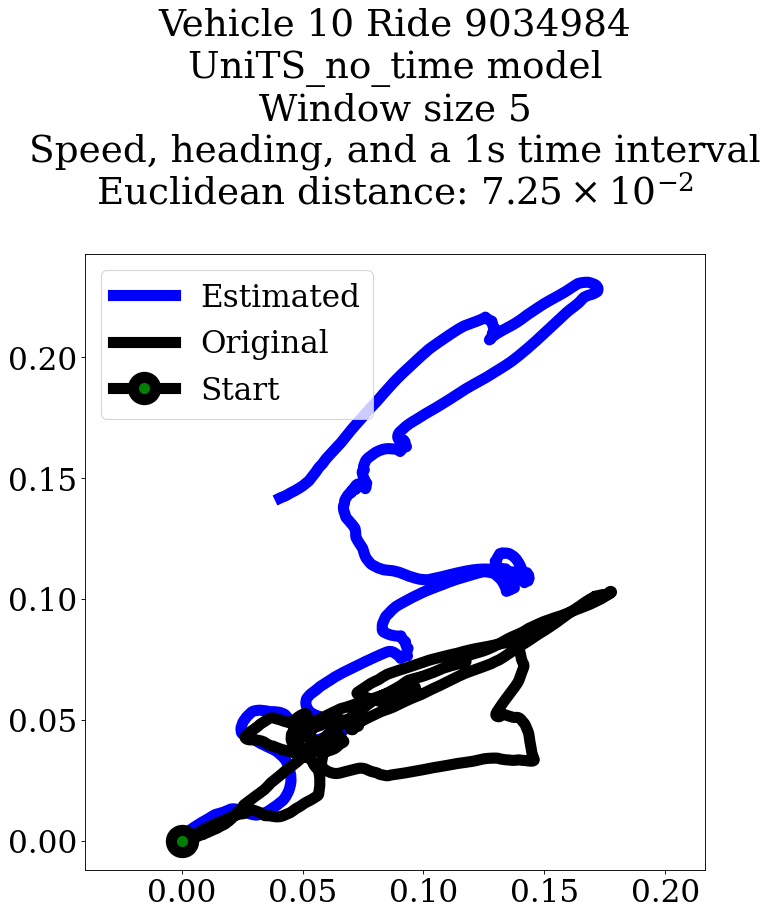 Vehicle 10 Ride 9034984
UniTS_no_time model
Window size 5
Speed, heading, and a 1s time interval
Euclidean distance: 7.25 × 10⁻²
Estimated
Original
Start
0.20
0.15
0.10
0.05
0.00
0.00 0.05 0.10 0.15 0.20